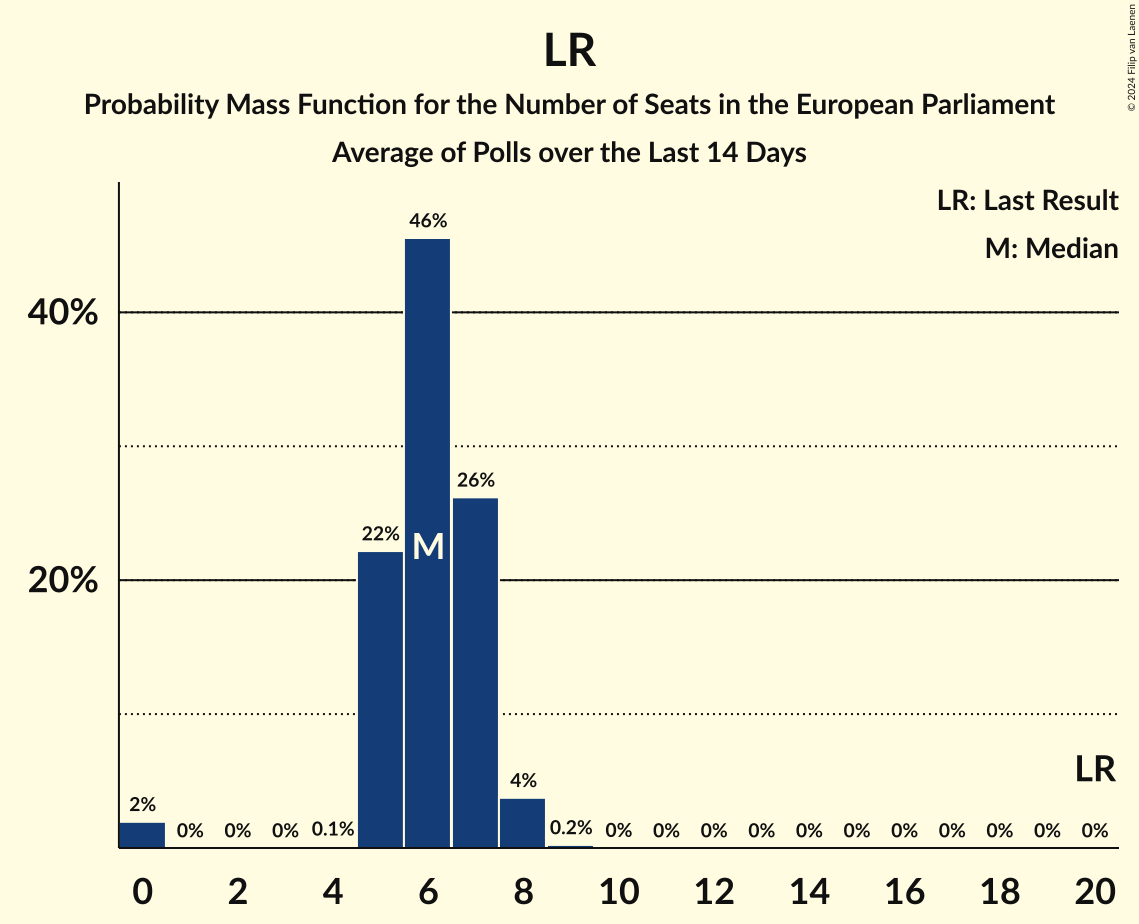 LR
Probability Mass Function for the Number of Seats in the European Parliament
Average of Polls over the Last 14 Days
© 2024 Filip van Laenen
LR: Last Result
M: Median
46%
40%
26%
22%
M
20%
LR
2%
0%
0%
0%
0.1%
4%
0.2%
0%
0%
0%
0%
0%
0%
0%
0%
0%
0%
0%
0 2 4 6 8 10 12 14 16 18 20